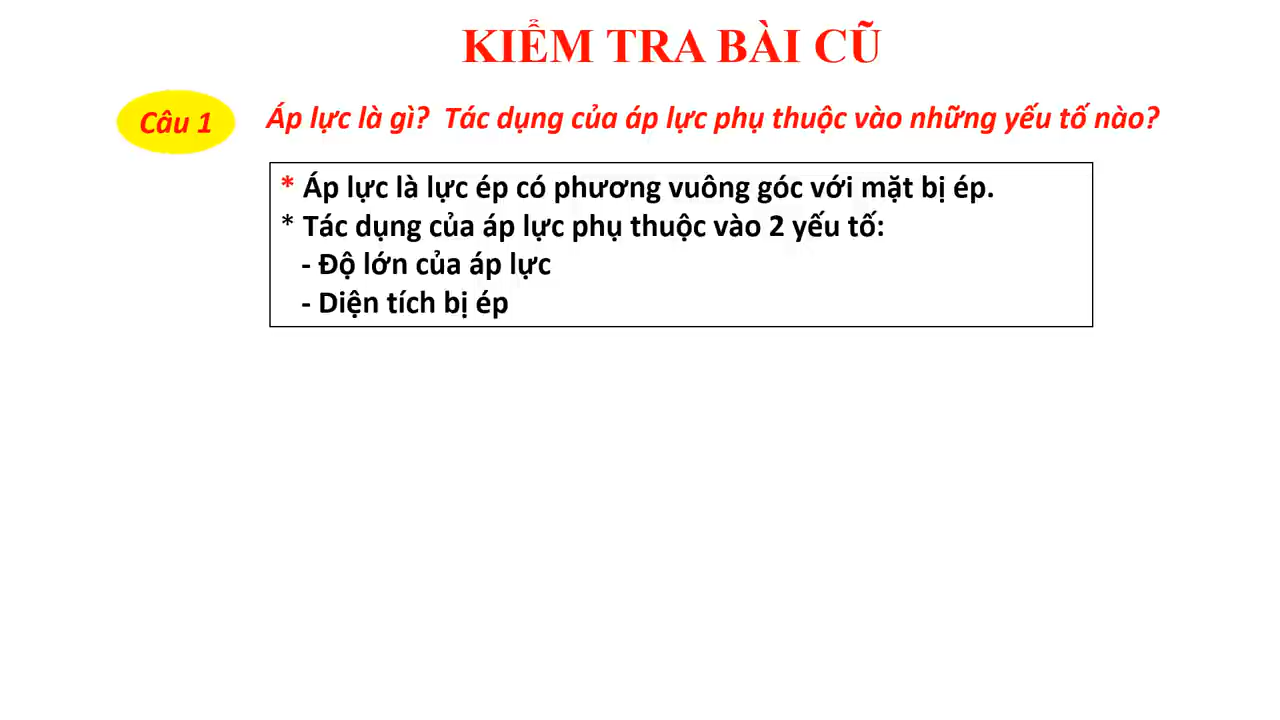 KIỂM TRA BÀI CŨ
Câu 1
Áp lực là gì? Tác dụng của áp lực phụ thuộc vào những yếu tố nào?
* Áp lực là lực ép có phương vuông góc với mặt bị ép.
* Tác dụng của áp lực phụ thuộc vào 2 yếu tố:
- Độ lớn của áp lực
- Diện tích bị ép